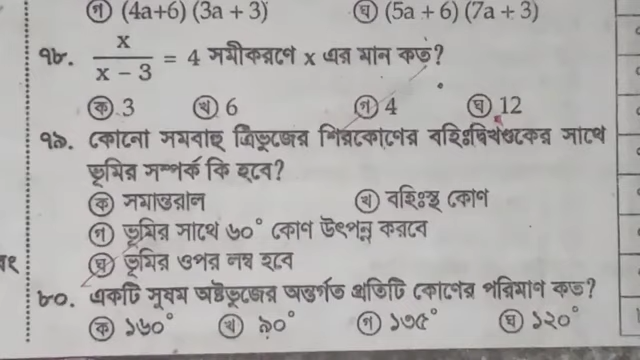 গ (4a+6) (3a + 3) ঘ (5a + 6) (7a + 3)
৭৮. x / x − 3 = 4 সমীকরণে x এর মান কত?
ক 3 খ 6 গ 4 ঘ 12
৭৯. কোনো সমবাহু ত্রিভুজের শিরকোণের বহিঃদ্বিখণ্ডকের সাথে
ভূমির সম্পর্ক কি হবে?
ক সমান্তরাল খ বহিঃস্থ কোণ
গ ভূমির সাথে ৬০° কোণ উৎপন্ন করবে
ঘ ভূমির ওপর লম্ব হবে
৮০. একটি সুষম অষ্টভুজের অন্তর্গত প্রতিটি কোণের পরিমাণ কত?
ক ১৬০° খ ৯০° গ ১৩৫° ঘ ১২০°